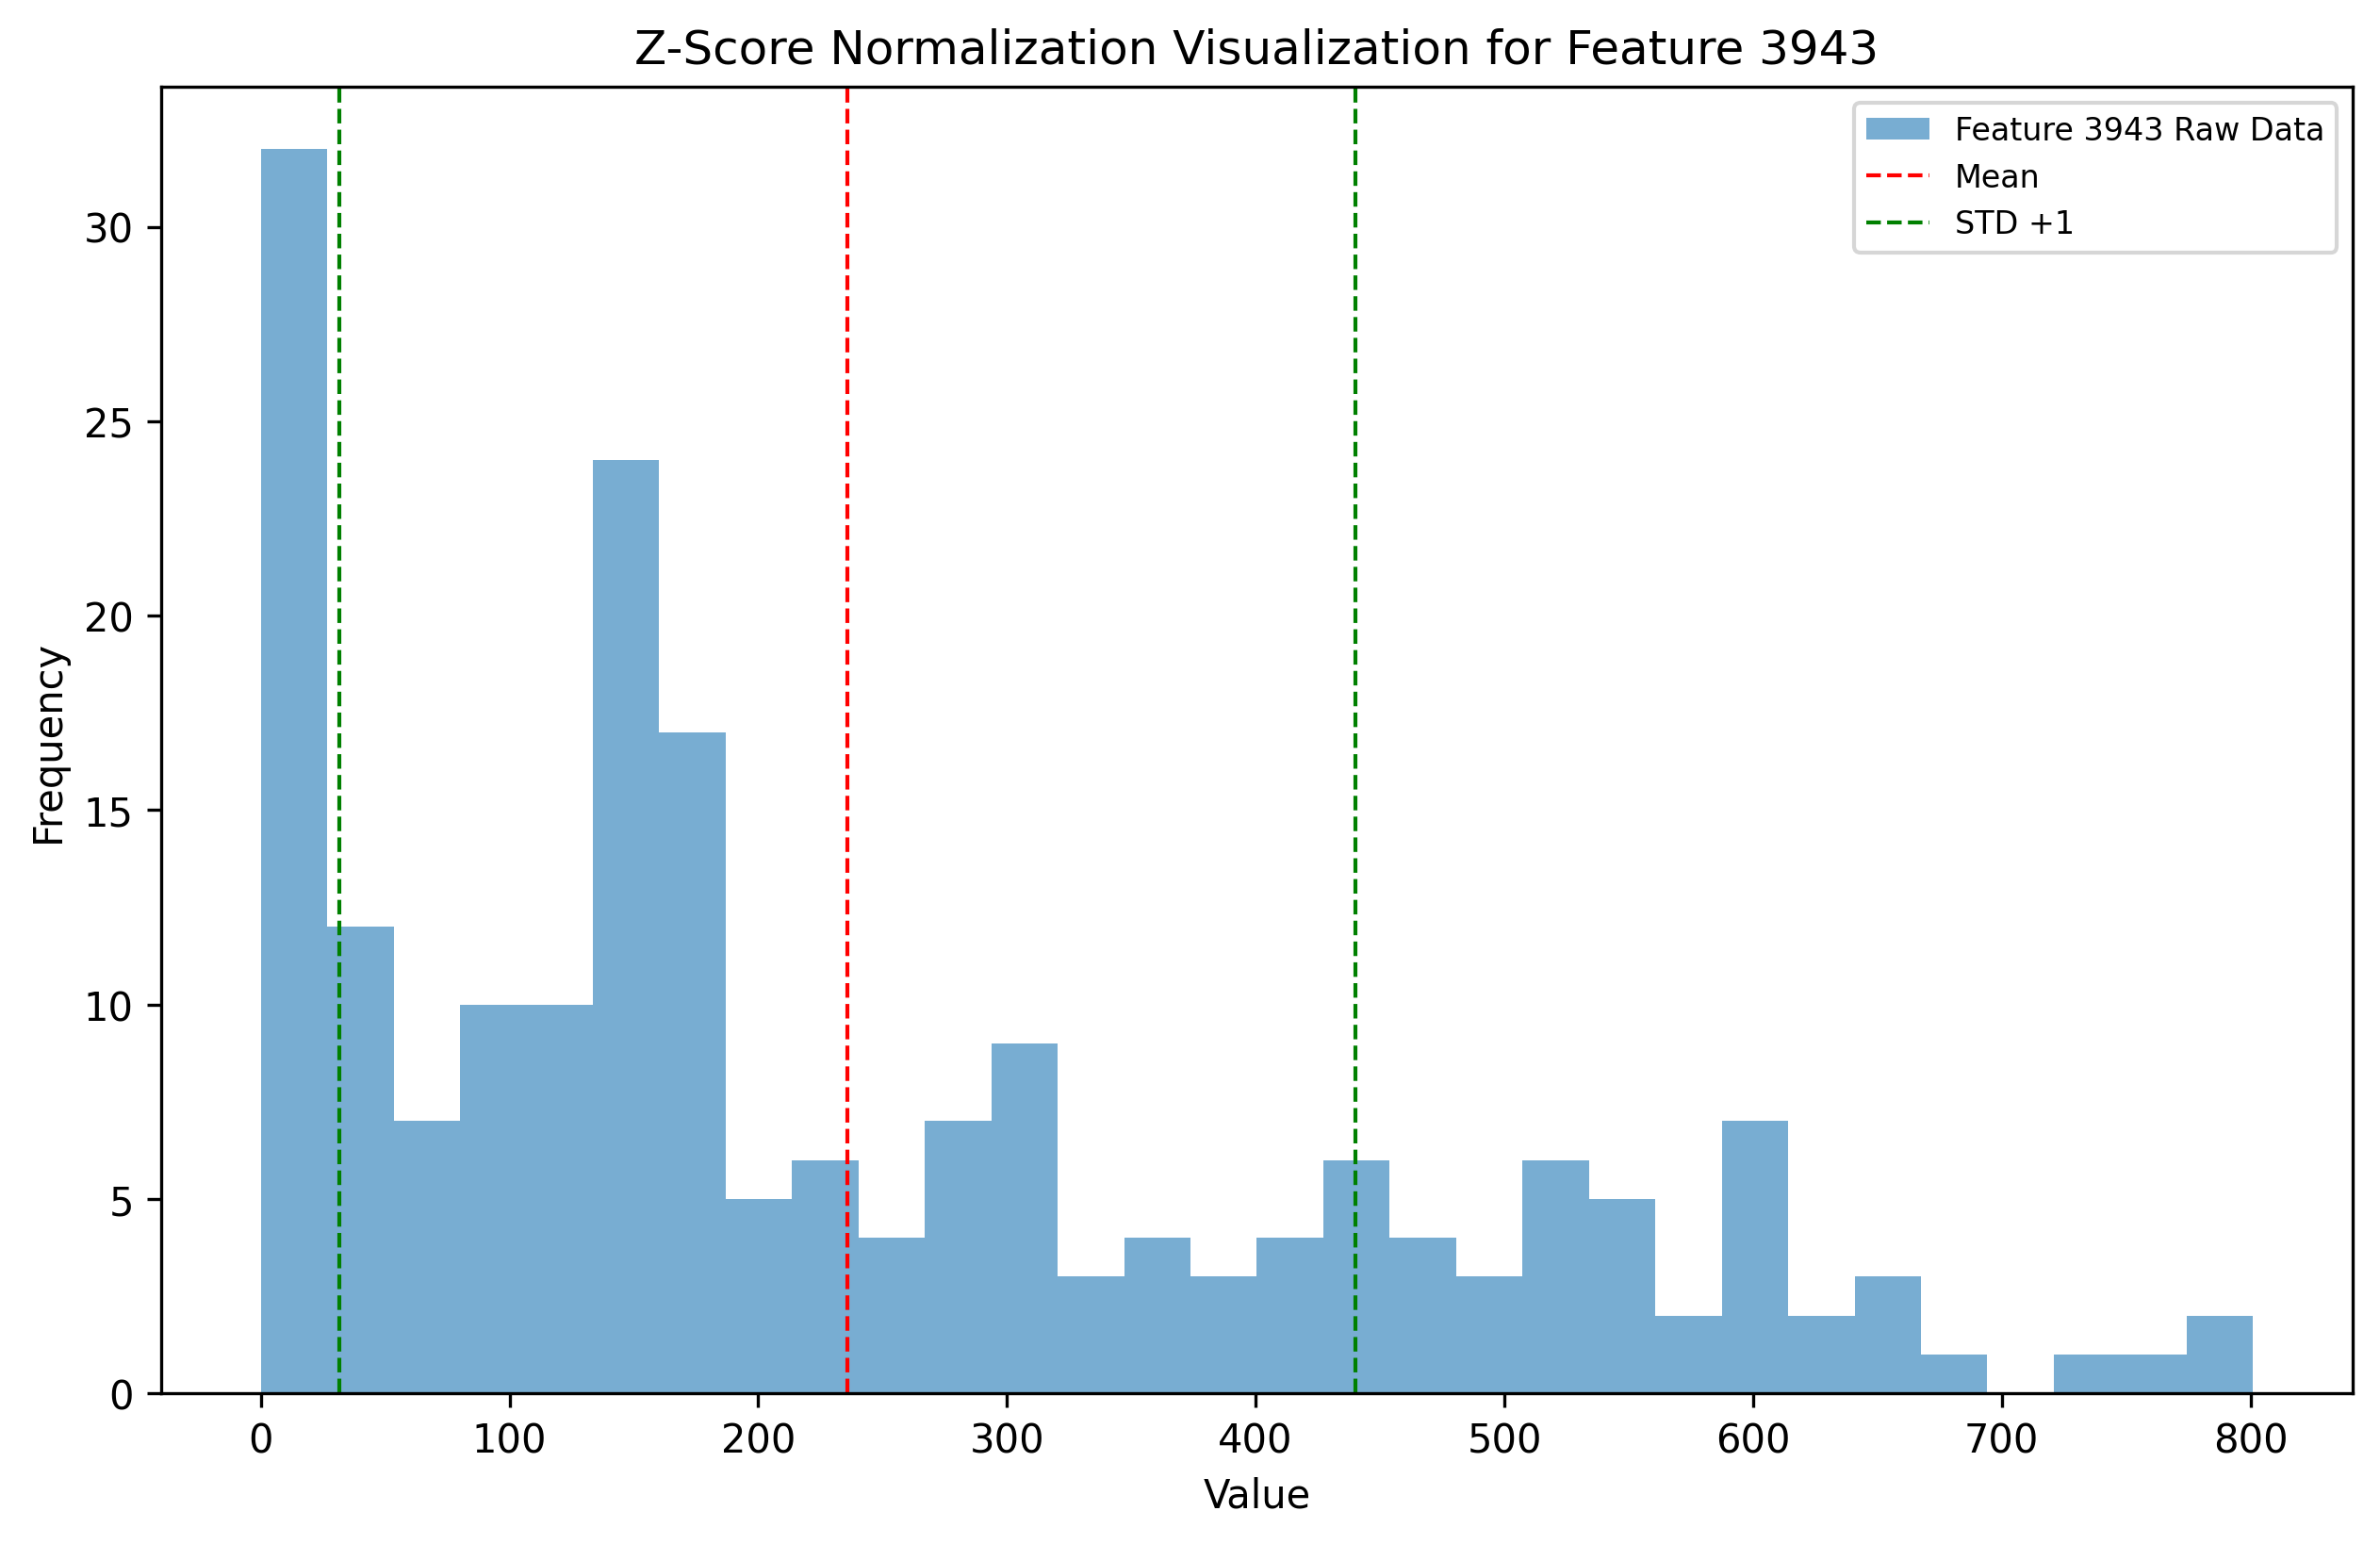 Z-Score Normalization Visualization for Feature 3943
Feature 3943 Raw Data
Mean
STD +1
Frequency
30
25
20
15
10
5
0
0 100 200 300 400 500 600 700 800
Value